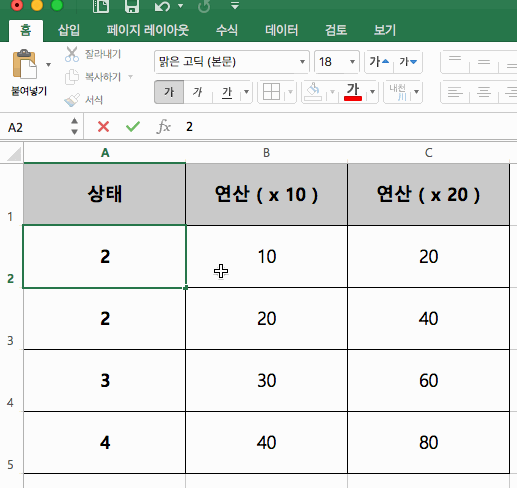 홈 삽입 페이지 레이아웃 수식 데이터 검토 보기
붙여넣기 잘라내기 복사하기 서식
맑은 고딕 (본문) 18 가 가
가 가 가 가 내천 川
A2 fx 2
A B C
1 상태 연산 ( x 10 ) 연산 ( x 20 )
2 2 10 20
3 2 20 40
4 3 30 60
5 4 40 80